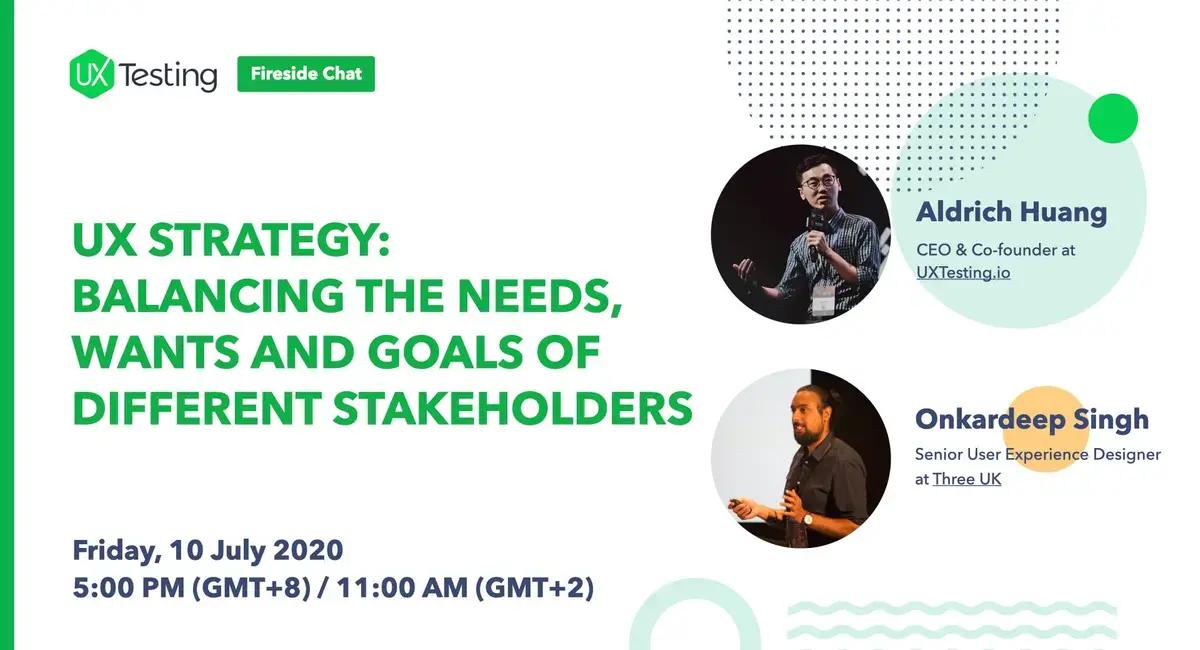 UX Testing Fireside Chat
UX STRATEGY:
BALANCING THE NEEDS,
WANTS AND GOALS OF
DIFFERENT STAKEHOLDERS
Friday, 10 July 2020
5:00 PM (GMT+8) / 11:00 AM (GMT+2)
Aldrich Huang
CEO & Co-founder at
UXTesting.io
Onkardeep Singh
Senior User Experience Designer
at Three UK